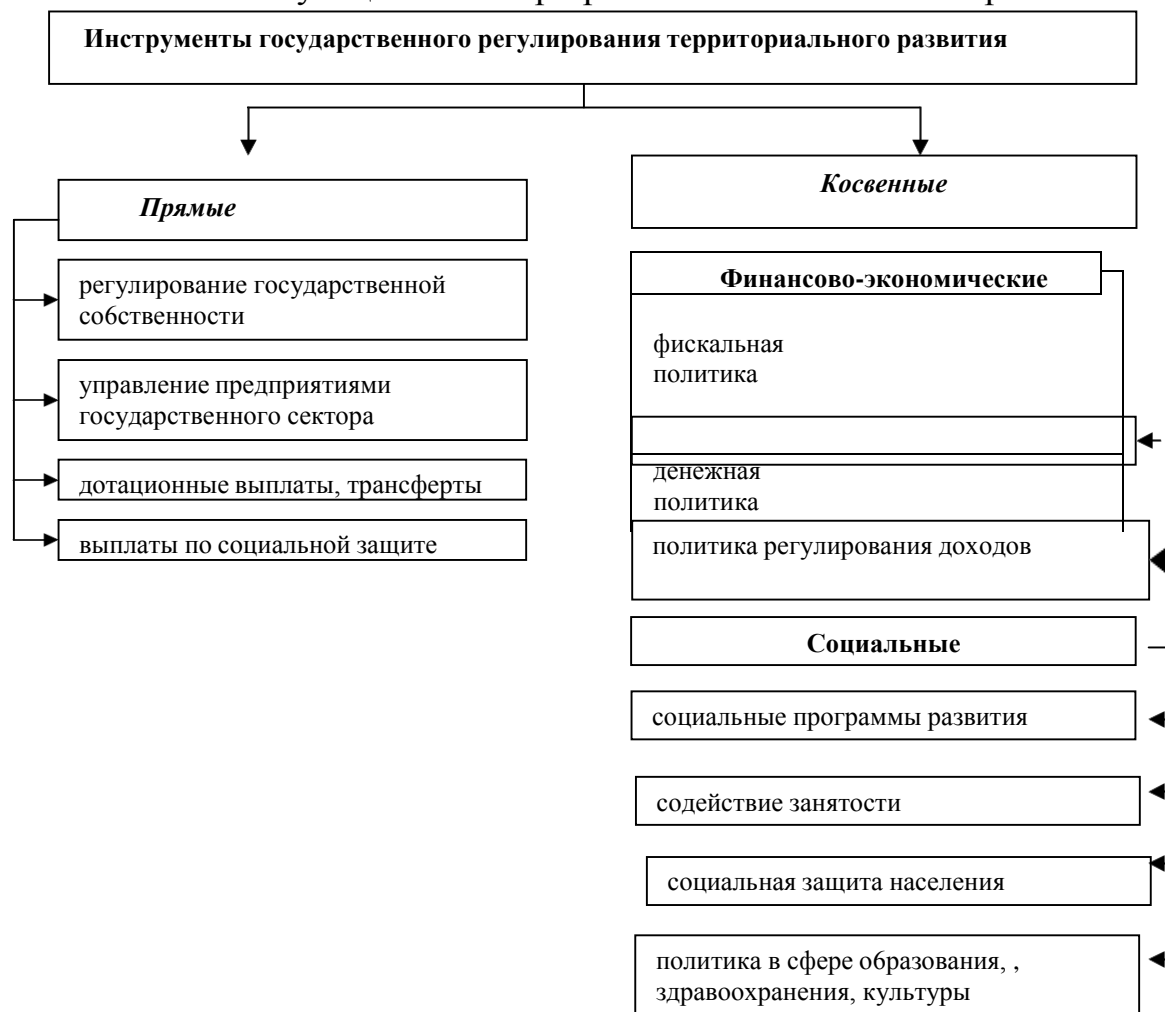 Инструменты государственного регулирования территориального развития
Прямые
регулирование государственной
собственности
управление предприятиями
государственного сектора
дотационные выплаты, трансферты
выплаты по социальной защите
Косвенные
Финансово-экономические
фискальная
политика
денежная
политика
политика регулирования доходов
Социальные
социальные программы развития
содействие занятости
социальная защита населения
политика в сфере образования, ,
здравоохранения, культуры